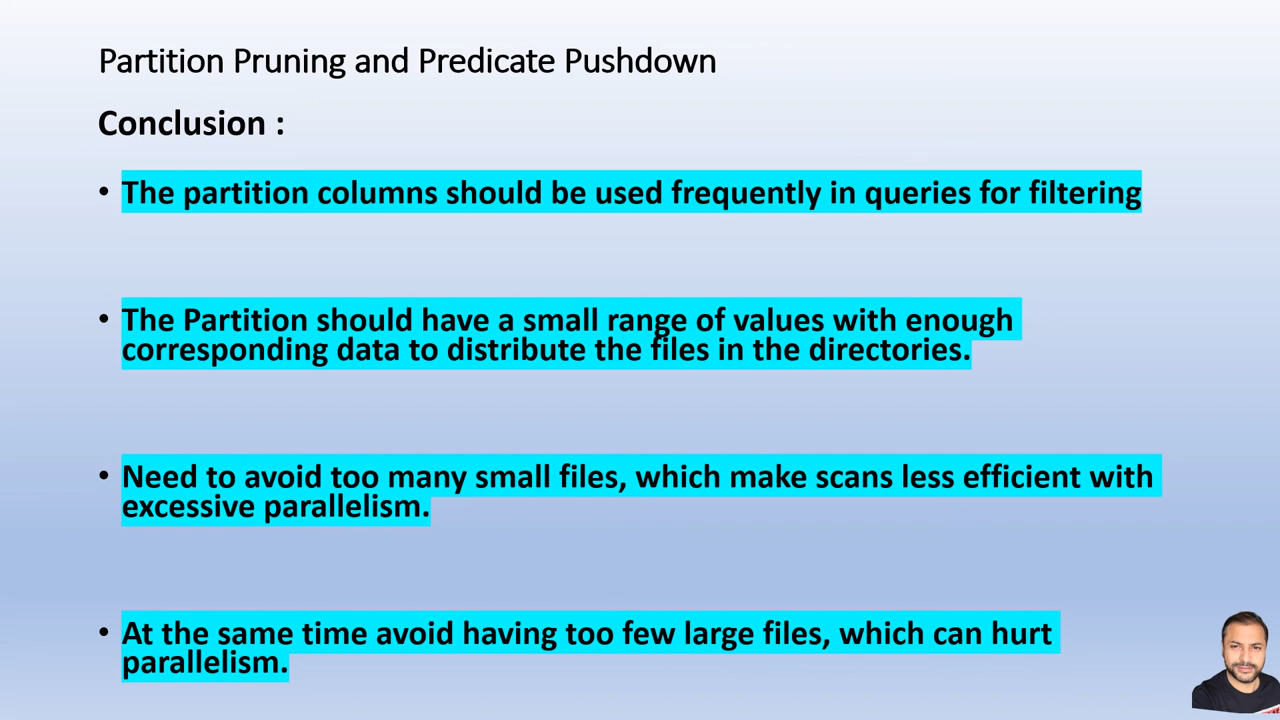 Partition Pruning and Predicate Pushdown
Conclusion :
• The partition columns should be used frequently in queries for filtering
• The Partition should have a small range of values with enough
corresponding data to distribute the files in the directories.
• Need to avoid too many small files, which make scans less efficient with
excessive parallelism.
• At the same time avoid having too few large files, which can hurt
parallelism.